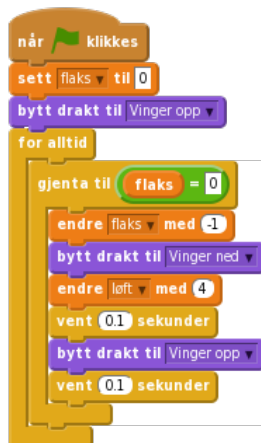 når klikkes
sett flaks til 0
bytt drakt til Vinger opp
for alltid
gjenta til flaks = 0
endre flaks med -1
bytt drakt til Vinger ned
endre løft med 4
vent 0.1 sekunder
bytt drakt til Vinger opp
vent 0.1 sekunder